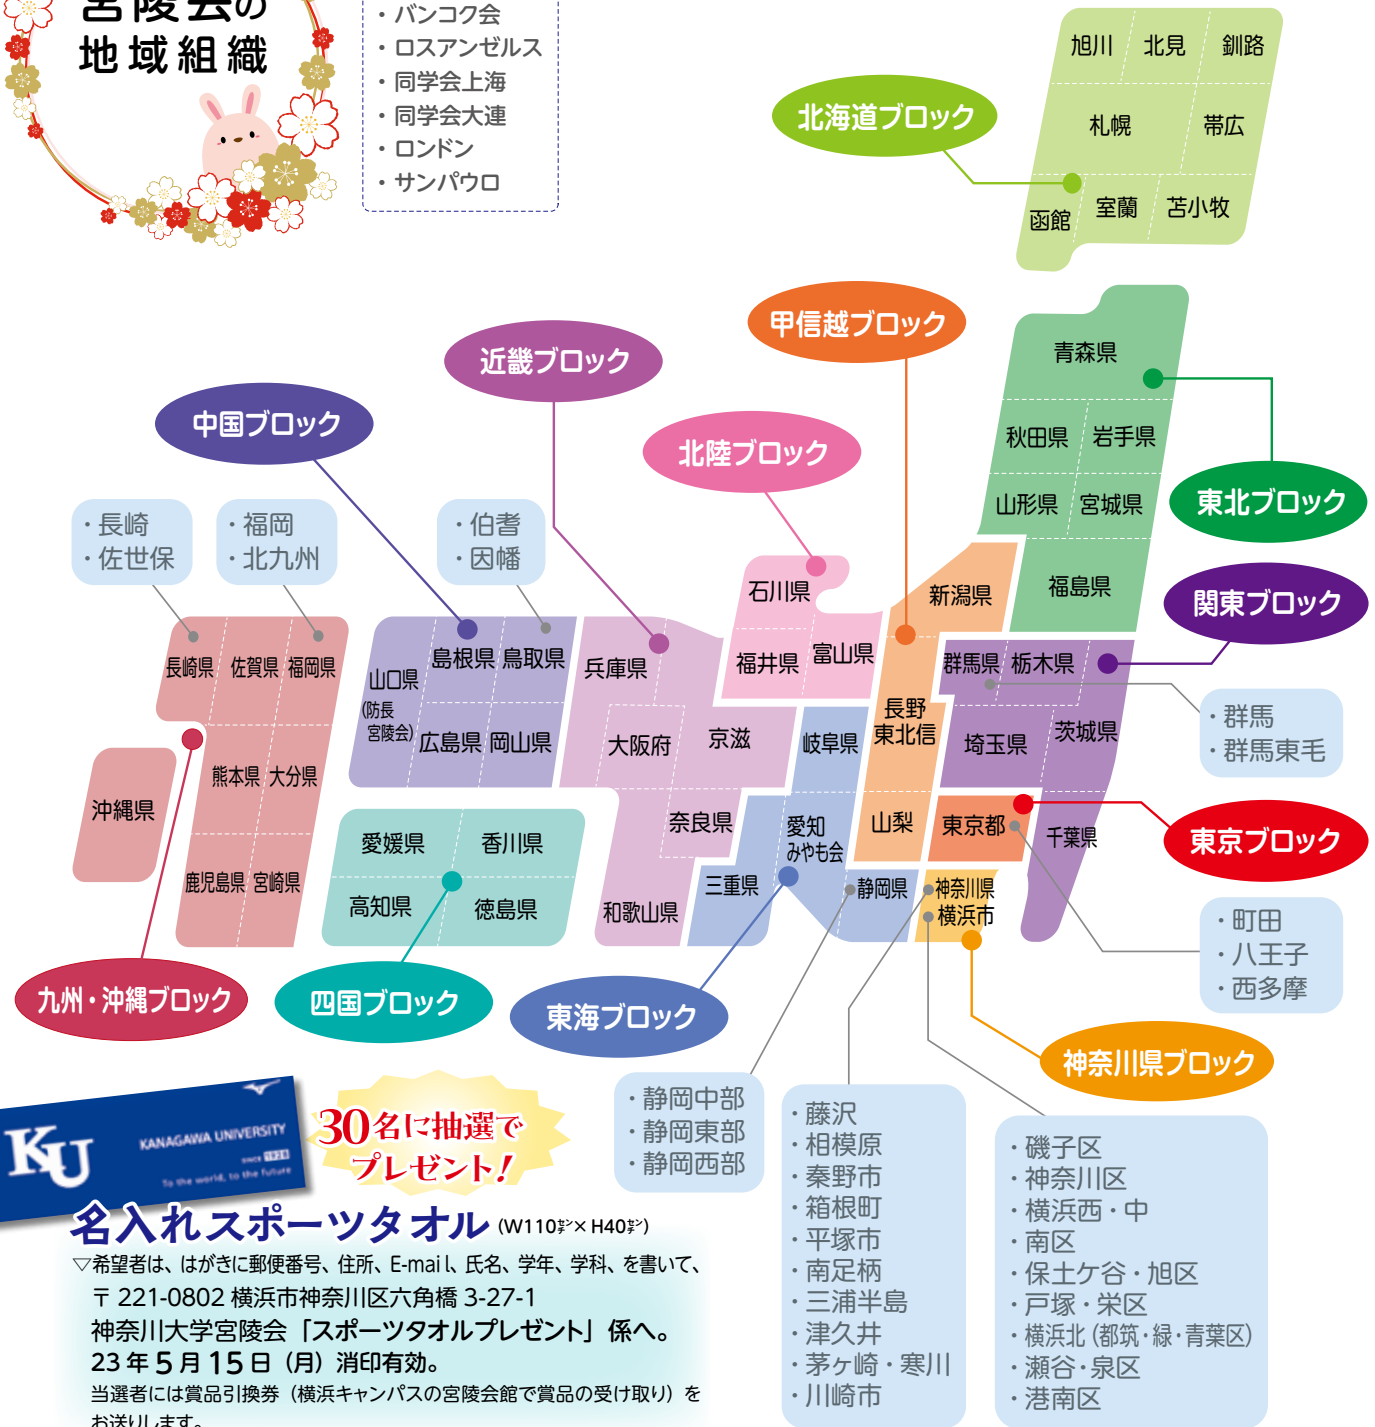 宮陵会の
地域組織
・バンコク会
・ロスアンゼルス
・同学会上海
・同学会大連
・ロンドン
・サンパウロ
北海道ブロック
旭川
北見
釧路
札幌
帯広
函館
室蘭
苫小牧
甲信越ブロック
近畿ブロック
中国ブロック
北陸ブロック
青森県
秋田県
岩手県
山形県
宮城県
福島県
東北ブロック
関東ブロック
・長崎
・佐世保
・福岡
・北九州
・伯耆
・因幡
長崎県
佐賀県
福岡県
熊本県
大分県
鹿児島県
宮崎県
沖縄県
山口県
(防長
宮陵会)
島根県
鳥取県
広島県
岡山県
兵庫県
大阪府
京滋
奈良県
和歌山県
石川県
福井県
富山県
新潟県
長野
東北信
山梨
岐阜県
愛知
みやも会
三重県
静岡県
群馬県
栃木県
埼玉県
茨城県
千葉県
東京都
神奈川県
横浜市
愛媛県
香川県
高知県
徳島県
・群馬
・群馬東毛
東京ブロック
・町田
・八王子
・西多摩
九州・沖縄ブロック
四国ブロック
東海ブロック
神奈川県ブロック
・静岡中部
・静岡東部
・静岡西部
・藤沢
・相模原
・秦野市
・箱根町
・平塚市
・南足柄
・三浦半島
・津久井
・茅ヶ崎・寒川
・川崎市
・磯子区
・神奈川区
・横浜西・中
・南区
・保土ケ谷・旭区
・戸塚・栄区
・横浜北(都筑・緑・青葉区)
・瀬谷・泉区
・港南区
KU
KANAGAWA UNIVERSITY
since 1928
To the world, to the future
30名に抽選で
プレゼント!
名入れスポーツタオル (W110㌢×H40㌢)
▽希望者は、はがきに郵便番号、住所、E-mail、氏名、学年、学科、を書いて、
〒221-0802 横浜市神奈川区六角橋 3-27-1
神奈川大学宮陵会「スポーツタオルプレゼント」係へ。
23年5月15日（月）消印有効。
当選者には賞品引換券（横浜キャンパスの宮陵会館で賞品の受け取り）を
お送りします。